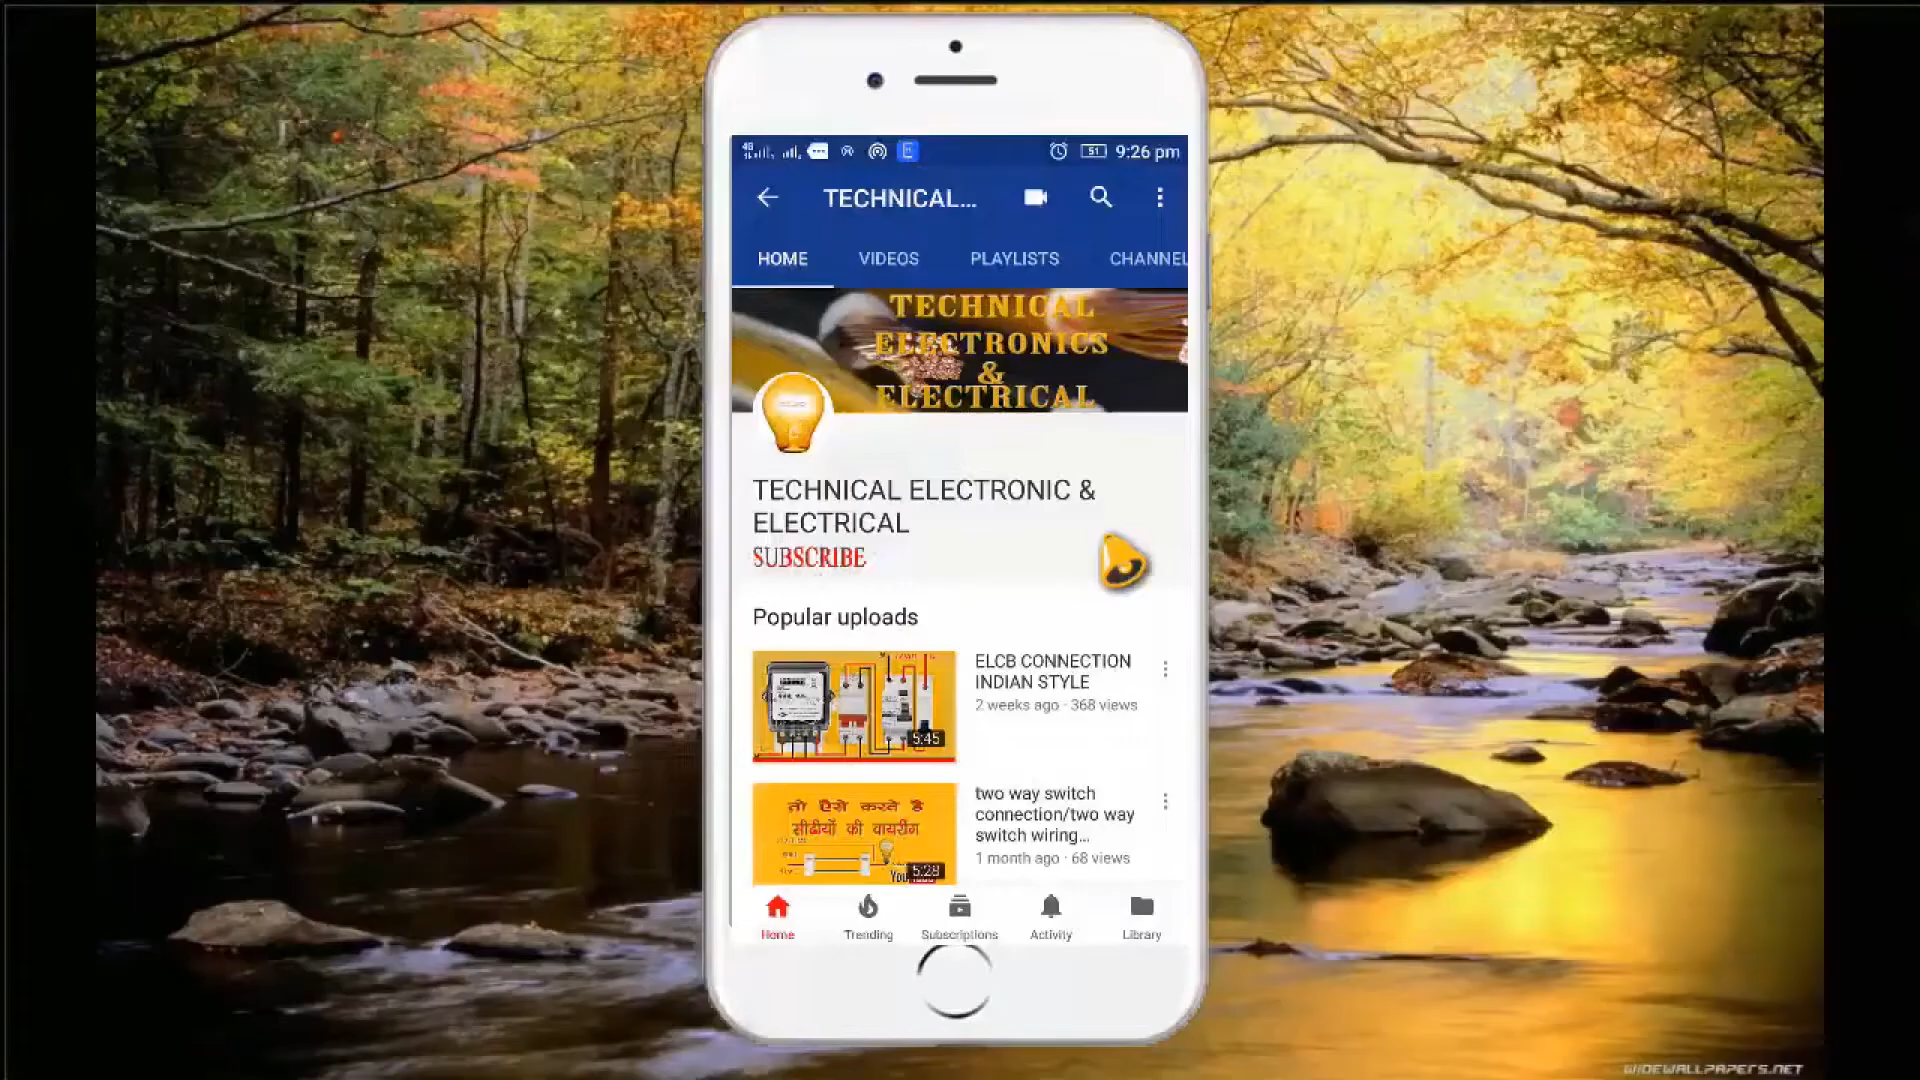 4G
51
9:26 pm
TECHNICAL...
HOME
VIDEOS
PLAYLISTS
CHANNEL
TECHNICAL
ELECTRONICS
&
ELECTRICAL
TECHNICAL ELECTRONIC &
ELECTRICAL
SUBSCRIBE
Popular uploads
ELCB CONNECTION
INDIAN STYLE
2 weeks ago · 368 views
5:45
two way switch
connection/two way
switch wiring...
1 month ago · 68 views
तो ऐसे करते है
सीढीयों की वायरींग
5:28
Home
Trending
Subscriptions
Activity
Library
WIDEWALLPAPERS.NET